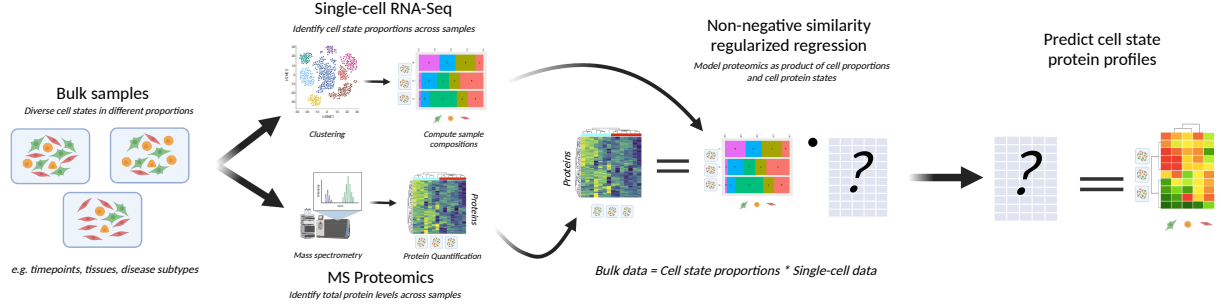 Bulk samples
Diverse cell states in different proportions
e.g. timepoints, tissues, disease subtypes
Single-cell RNA-Seq
Identify cell state proportions across samples
Clustering
Compute sample
compositions
Mass spectrometry
Proteins
Protein Quantification
MS Proteomics
Identify total protein levels across samples
Non-negative similarity
regularized regression
Model proteomics as product of cell proportions
and cell protein states
Proteins
=
?
Bulk data = Cell state proportions * Single-cell data
Predict cell state
protein profiles
?
=